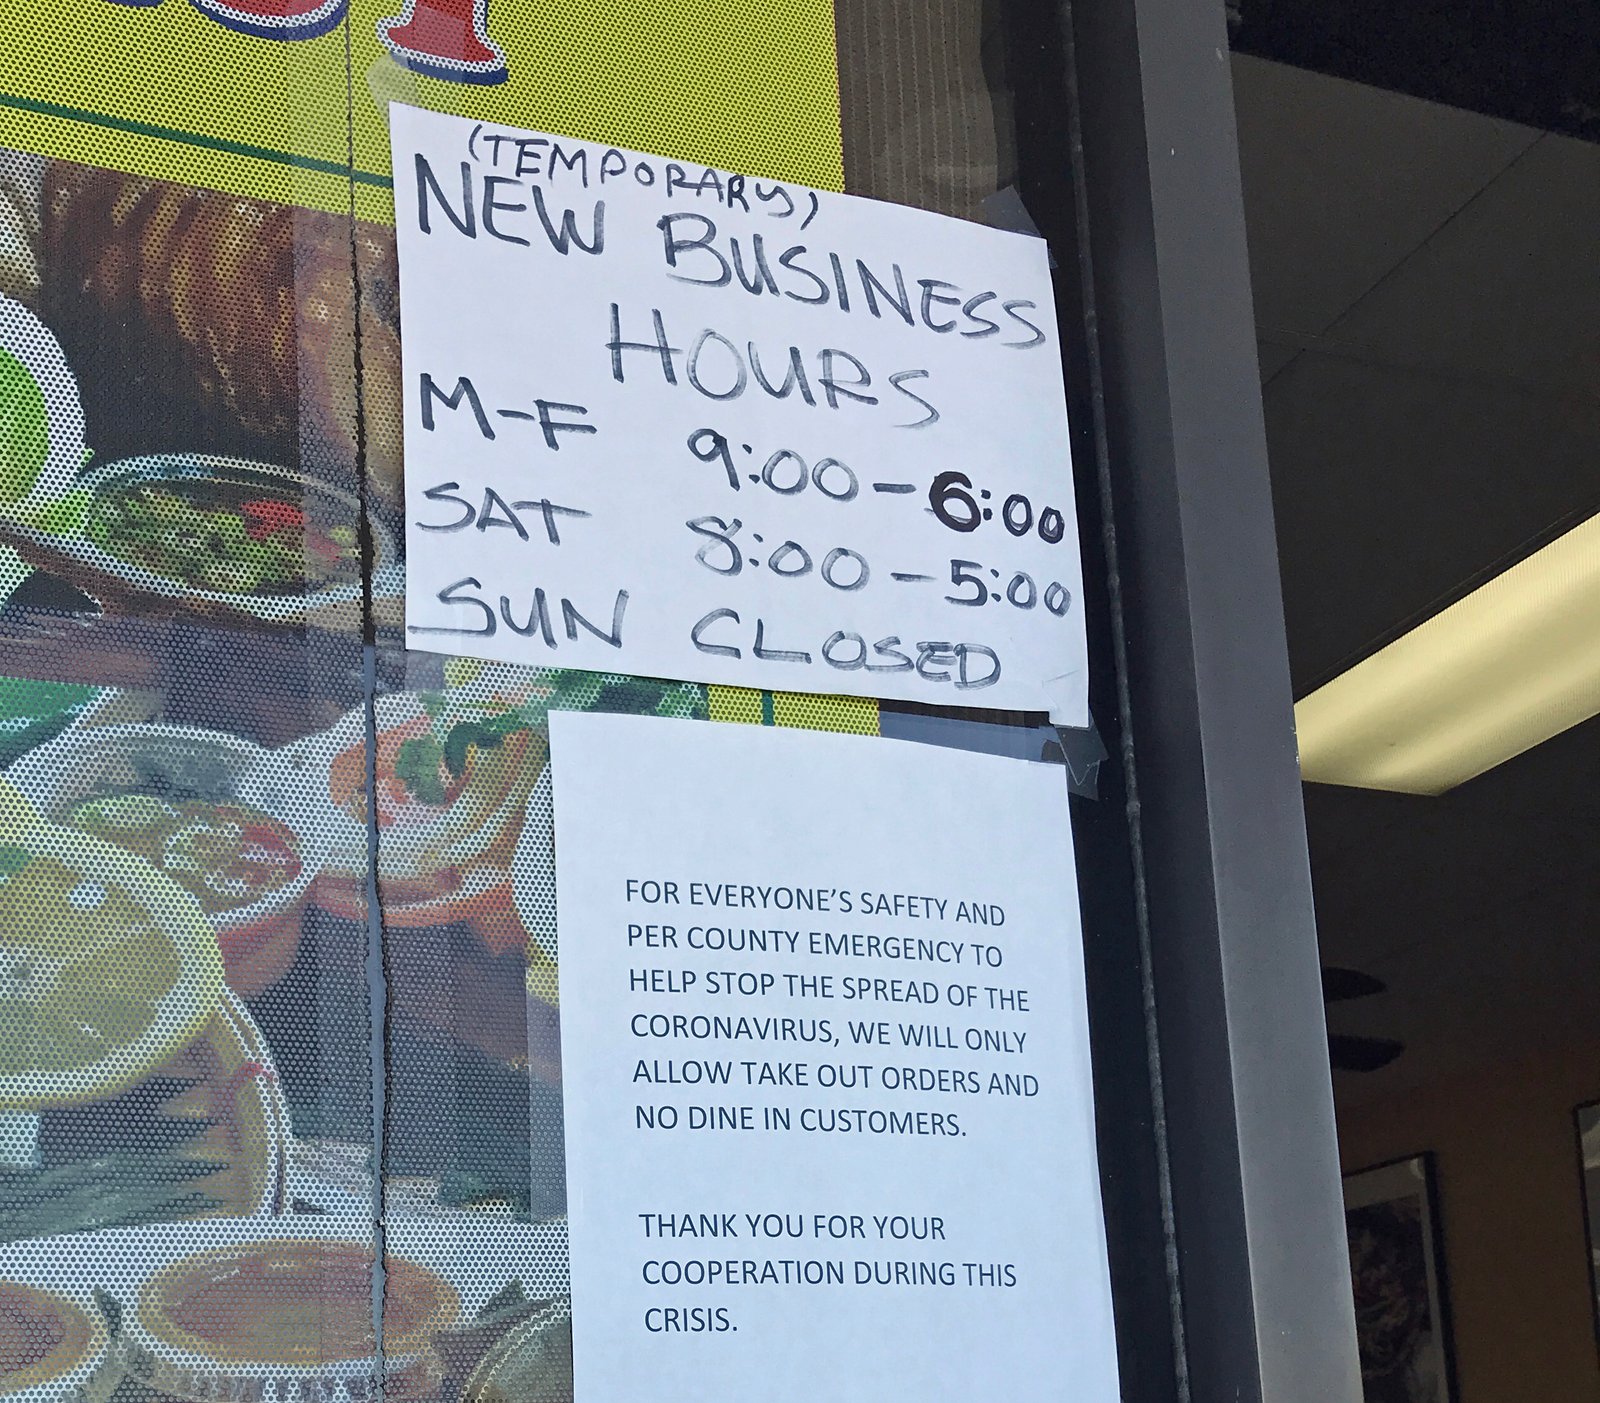 (TEMPORARY)
NEW BUSINESS
HOURS
M-F 9:00-6:00
SAT 8:00-5:00
SUN CLOSED
FOR EVERYONE'S SAFETY AND
PER COUNTY EMERGENCY TO
HELP STOP THE SPREAD OF THE
CORONAVIRUS, WE WILL ONLY
ALLOW TAKE OUT ORDERS AND
NO DINE IN CUSTOMERS.
THANK YOU FOR YOUR
COOPERATION DURING THIS
CRISIS.